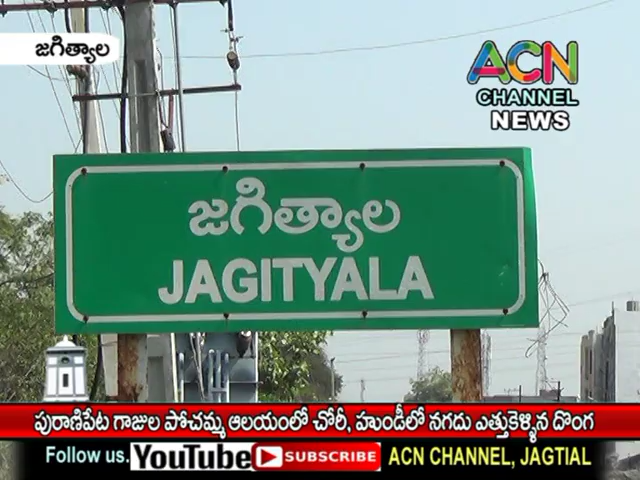 జగిత్యాల
ACN
CHANNEL
NEWS
జగిత్యాల
JAGITYALA
పురాణిపేట గాజుల పోచమ్మ ఆలయంలో చోరీ, హుండీలో నగదు ఎత్తుకెళ్ళిన దొంగ
Follow us. YouTube SUBSCRIBE ACN CHANNEL, JAGTIAL